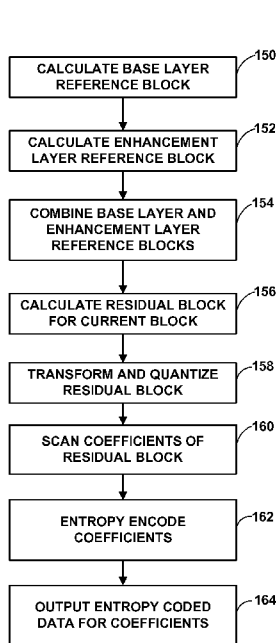 150
CALCULATE BASE LAYER
REFERENCE BLOCK
152
CALCULATE ENHANCEMENT
LAYER REFERENCE BLOCK
154
COMBINE BASE LAYER AND
ENHANCEMENT LAYER
REFERENCE BLOCKS
156
CALCULATE RESIDUAL BLOCK
FOR CURRENT BLOCK
158
TRANSFORM AND QUANTIZE
RESIDUAL BLOCK
160
SCAN COEFFICIENTS OF
RESIDUAL BLOCK
162
ENTROPY ENCODE
COEFFICIENTS
164
OUTPUT ENTROPY CODED
DATA FOR COEFFICIENTS